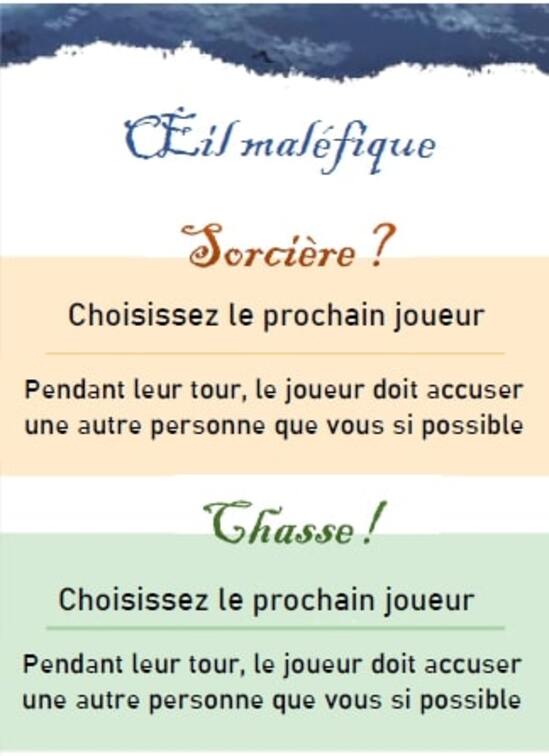 Œil maléfique
Sorcière ?
Choisissez le prochain joueur
Pendant leur tour, le joueur doit accuser
une autre personne que vous si possible
Chasse !
Choisissez le prochain joueur
Pendant leur tour, le joueur doit accuser
une autre personne que vous si possible